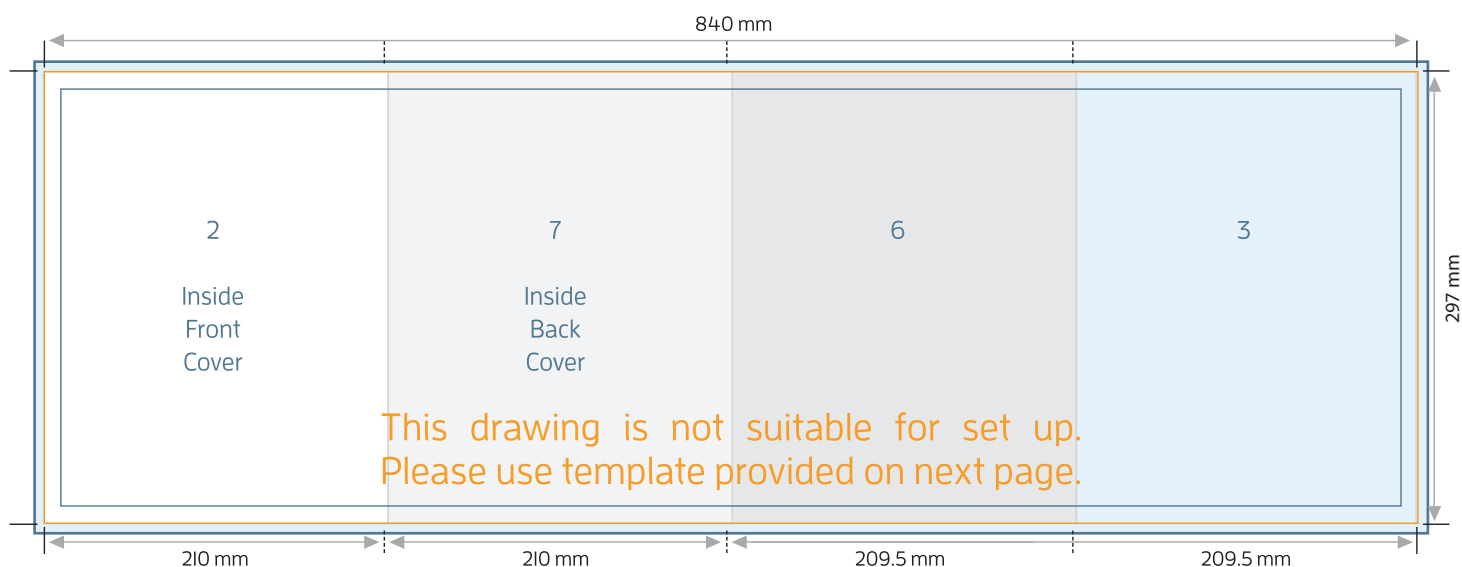 840 mm
2
7
6
3
Inside
Front
Cover
Inside
Back
Cover
297 mm
This drawing is not suitable for set up.
Please use template provided on next page.
210 mm
210 mm
209.5 mm
209.5 mm